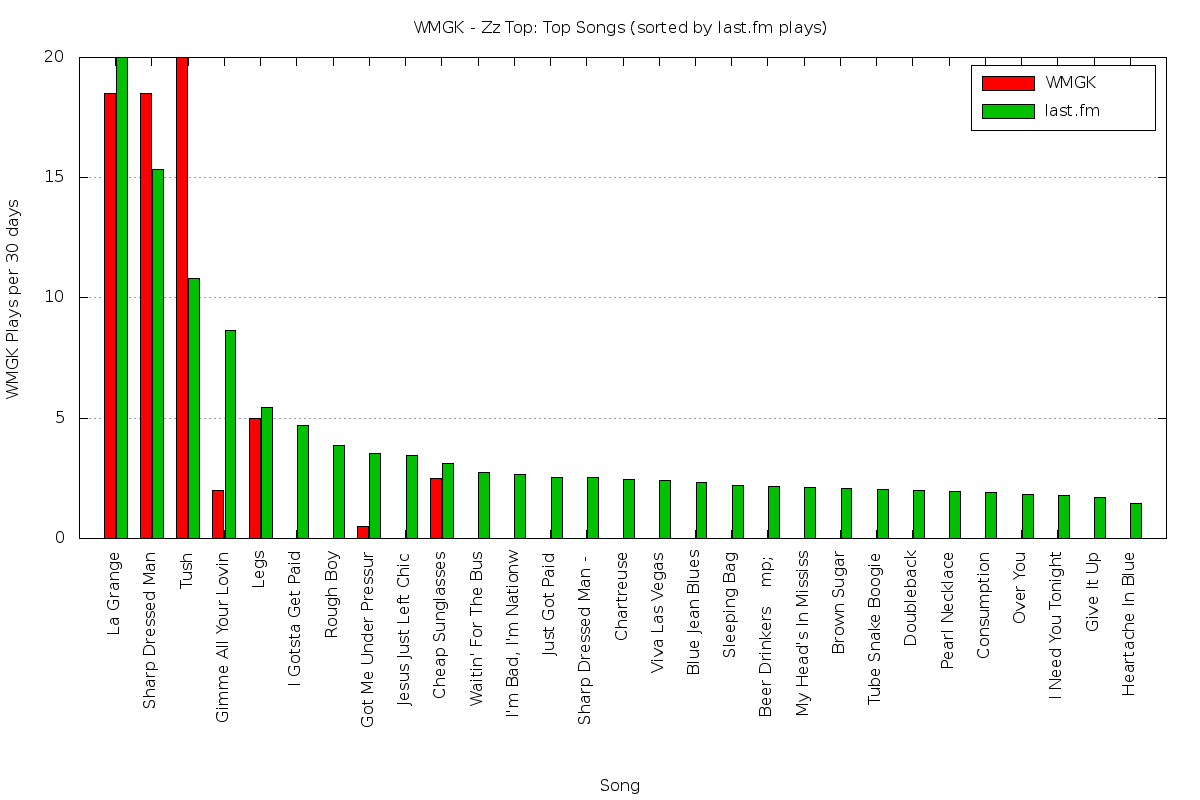 WMGK - Zz Top: Top Songs (sorted by last.fm plays)
WMGK
last.fm
20
15
10
5
0
WMGK Plays per 30 days
La Grange
Sharp Dressed Man
Tush
Gimme All Your Lovin
Legs
I Gotsta Get Paid
Rough Boy
Got Me Under Pressur
Jesus Just Left Chic
Cheap Sunglasses
Waitin' For The Bus
I'm Bad, I'm Nationw
Just Got Paid
Sharp Dressed Man -
Chartreuse
Viva Las Vegas
Blue Jean Blues
Sleeping Bag
Beer Drinkers mp;
My Head's In Mississ
Brown Sugar
Tube Snake Boogie
Doubleback
Pearl Necklace
Consumption
Over You
I Need You Tonight
Give It Up
Heartache In Blue
Song